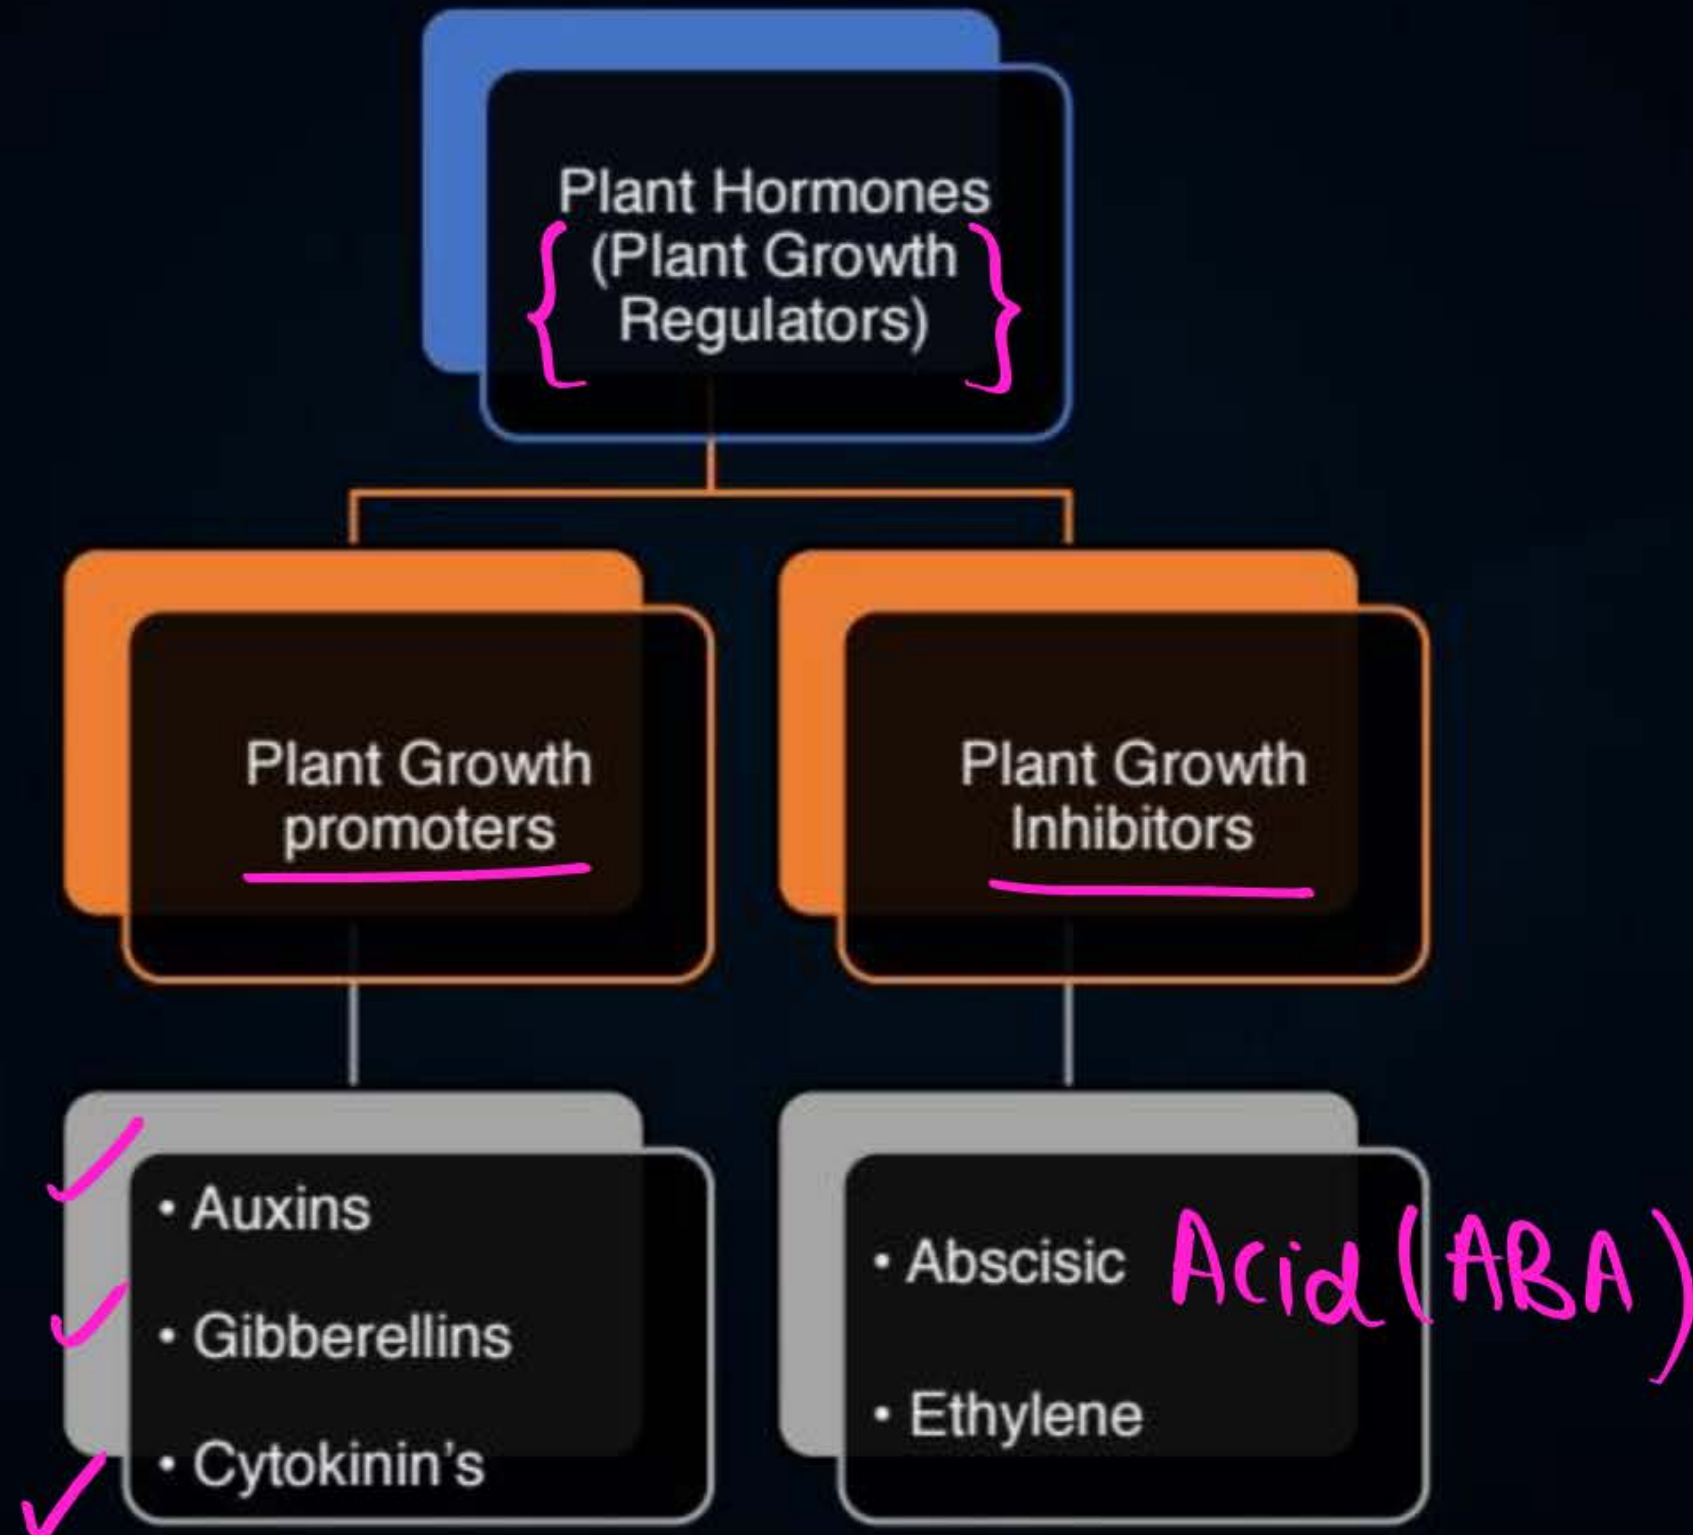 Plant Hormones
(Plant Growth
Regulators)
Plant Growth
promoters
Plant Growth
Inhibitors
• Auxins
• Gibberellins
• Cytokinin's
• Abscisic Acid (ABA)
• Ethylene